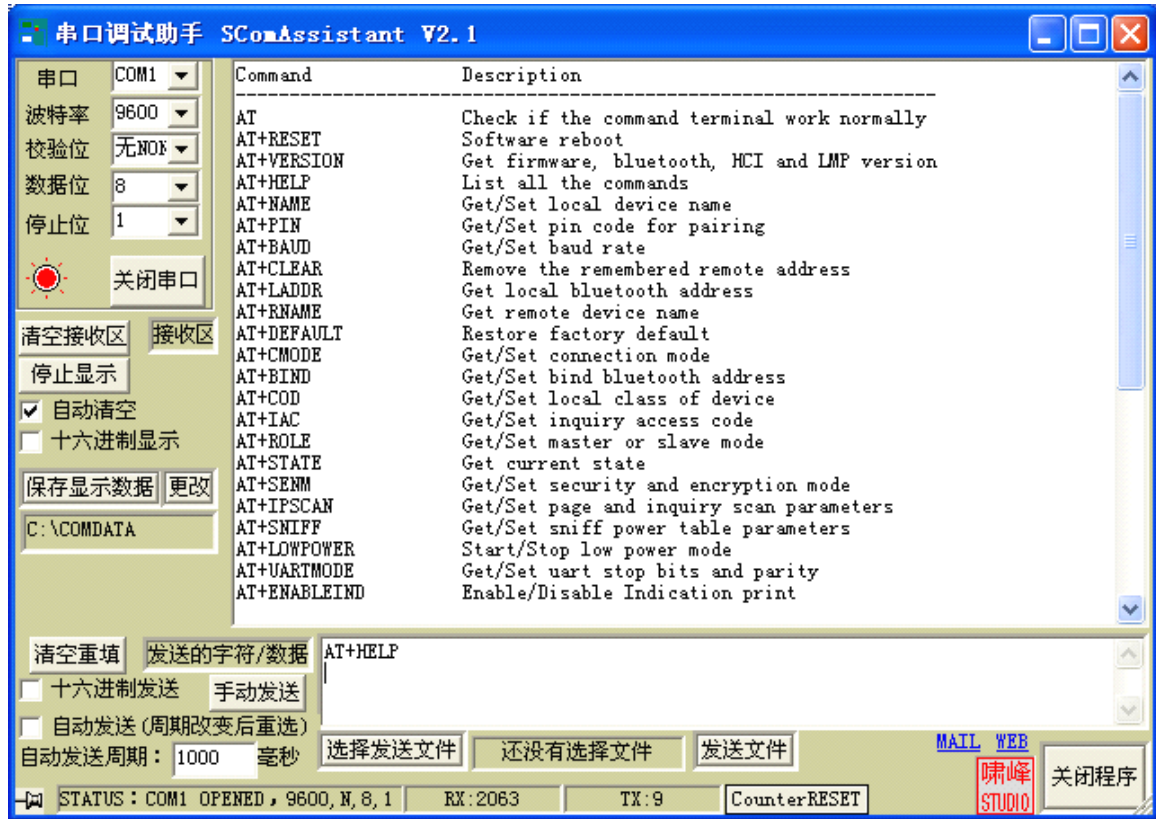 串口调试助手 SComAssistant V2.1
串口 COM1
波特率 9600
校验位 无NON
数据位 8
停止位 1
关闭串口
清空接收区 接收区
停止显示
自动清空
十六进制显示
保存显示数据 更改
C:\COMDATA
Command Description
--------------------------------------------------------------------
AT Check if the command terminal work normally
AT+RESET Software reboot
AT+VERSION Get firmware, bluetooth, HCI and LMP version
AT+HELP List all the commands
AT+NAME Get/Set local device name
AT+PIN Get/Set pin code for pairing
AT+BAUD Get/Set baud rate
AT+CLEAR Remove the remembered remote address
AT+LADDR Get local bluetooth address
AT+RNAME Get remote device name
AT+DEFAULT Restore factory default
AT+CMODE Get/Set connection mode
AT+BIND Get/Set bind bluetooth address
AT+COD Get/Set local class of device
AT+IAC Get/Set inquiry access code
AT+ROLE Get/Set master or slave mode
AT+STATE Get current state
AT+SENM Get/Set security and encryption mode
AT+IPSCAN Get/Set page and inquiry scan parameters
AT+SNIFF Get/Set sniff power table parameters
AT+LOWPOWER Start/Stop low power mode
AT+UARTMODE Get/Set uart stop bits and parity
AT+ENABLEIND Enable/Disable Indication print
清空重填 发送的字符/数据 AT+HELP
十六进制发送 手动发送
自动发送(周期改变后重选)
自动发送周期: 1000 毫秒 选择发送文件 还没有选择文件 发送文件
MAIL WEB
啸峰
STUDIO
关闭程序
STATUS:COM1 OPENED,9600,N,8,1 RX:2063 TX:9 CounterRESET